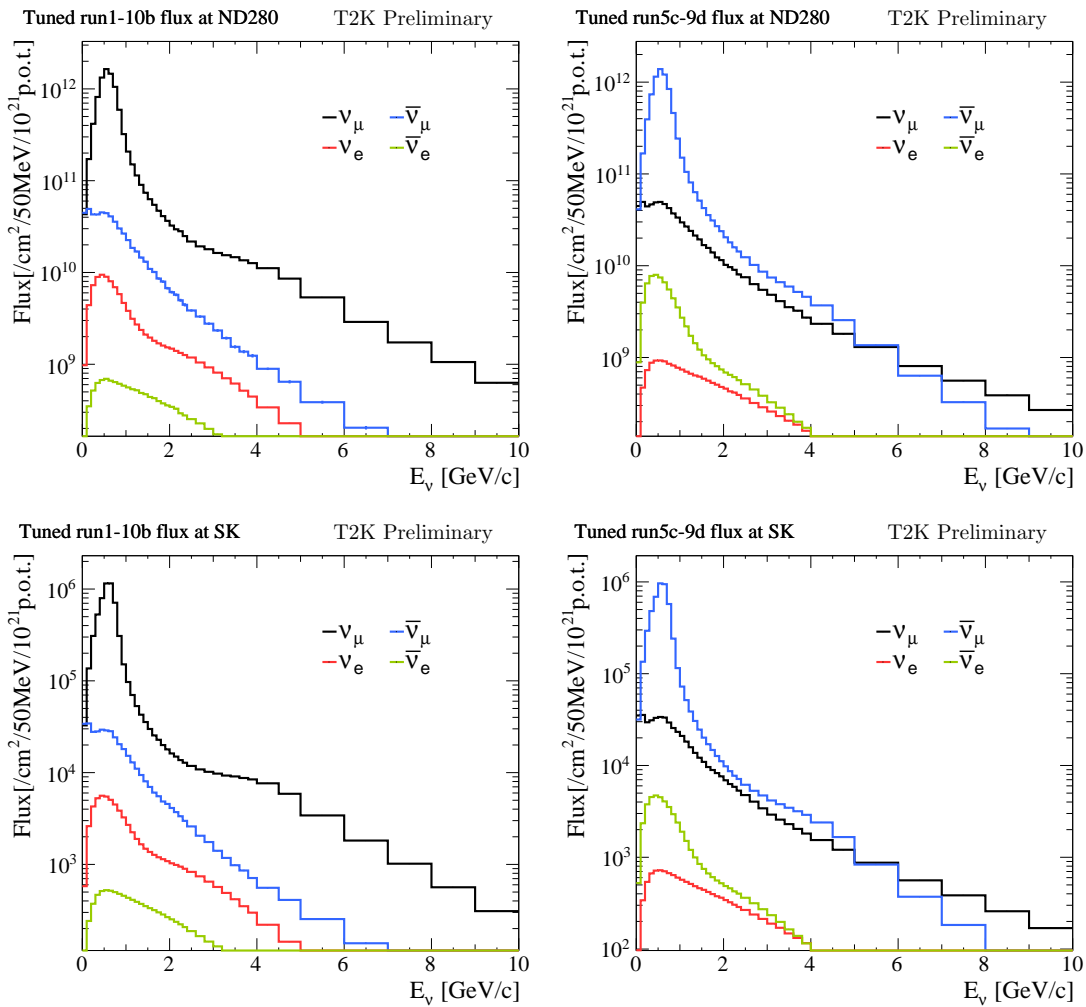 Tuned run1-10b flux at ND280 T2K Preliminary
Flux[/cm²/50MeV/10²¹p.o.t.]
10¹²
10¹¹
10¹⁰
10⁹
ν_μ ν̅_μ
ν_e ν̅_e
0 2 4 6 8 10
E_ν [GeV/c]
Tuned run5c-9d flux at ND280 T2K Preliminary
Flux[/cm²/50MeV/10²¹p.o.t.]
10¹²
10¹¹
10¹⁰
10⁹
ν_μ ν̅_μ
ν_e ν̅_e
0 2 4 6 8 10
E_ν [GeV/c]
Tuned run1-10b flux at SK T2K Preliminary
Flux[/cm²/50MeV/10²¹p.o.t.]
10⁶
10⁵
10⁴
10³
ν_μ ν̅_μ
ν_e ν̅_e
0 2 4 6 8 10
E_ν [GeV/c]
Tuned run5c-9d flux at SK T2K Preliminary
Flux[/cm²/50MeV/10²¹p.o.t.]
10⁶
10⁵
10⁴
10³
10²
ν_μ ν̅_μ
ν_e ν̅_e
0 2 4 6 8 10
E_ν [GeV/c]